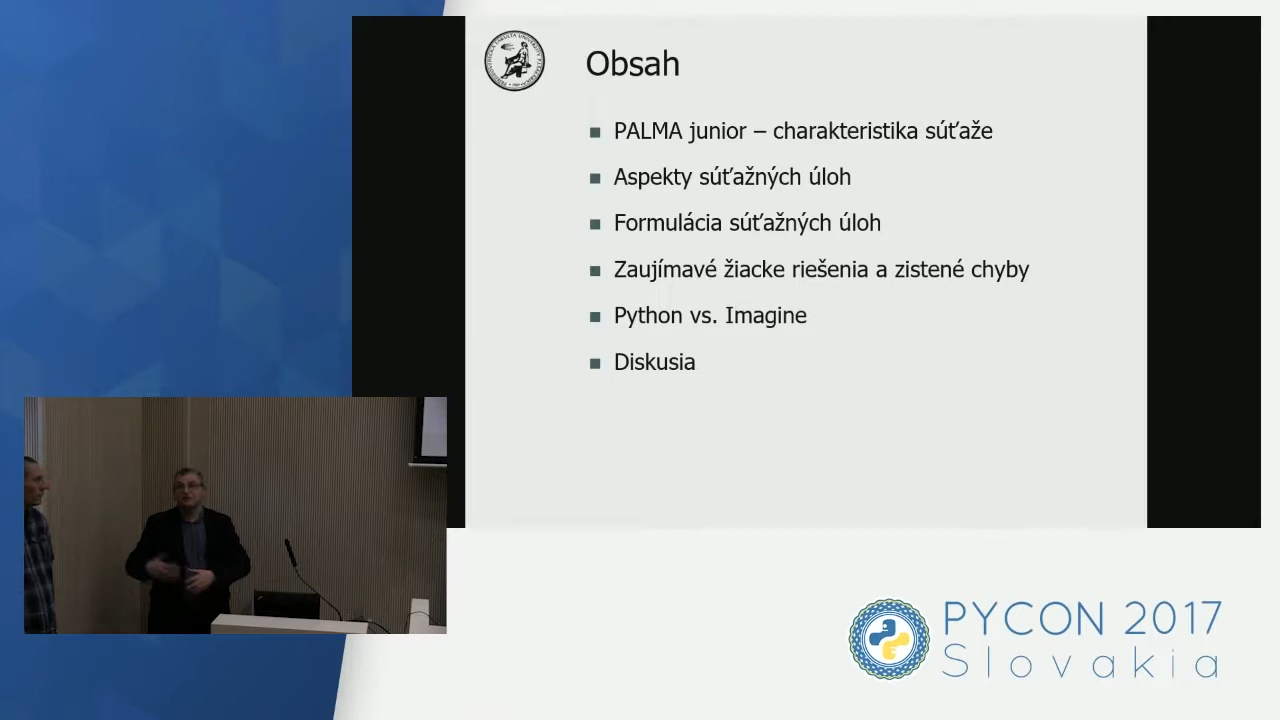 Obsah
PALMA junior – charakteristika súťaže
Aspekty súťažných úloh
Formulácia súťažných úloh
Zaujímavé žiacke riešenia a zistené chyby
Python vs. Imagine
Diskusia
PYCON 2017
Slovakia